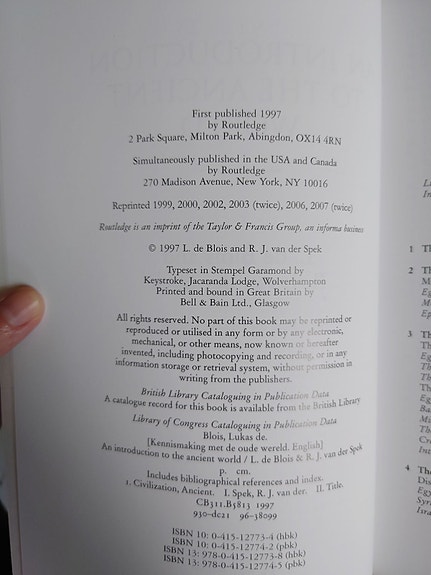 First published 1997
by Routledge
2 Park Square, Milton Park, Abingdon, OX14 4RN
Simultaneously published in the USA and Canada
by Routledge
270 Madison Avenue, New York, NY 10016
Reprinted 1999, 2000, 2002, 2003 (twice), 2006, 2007 (twice)
Routledge is an imprint of the Taylor & Francis Group, an informa business
© 1997 L. de Blois and R. J. van der Spek
Typeset in Stempel Garamond by
Keystroke, Jacaranda Lodge, Wolverhampton
Printed and bound in Great Britain by
Bell & Bain Ltd., Glasgow
All rights reserved. No part of this book may be reprinted or
reproduced or utilised in any form or by any electronic,
mechanical, or other means, now known or hereafter
invented, including photocopying and recording, or in any
information storage or retrieval system, without permission in
writing from the publishers.
British Library Cataloguing in Publication Data
A catalogue record for this book is available from the British Library
Library of Congress Cataloguing in Publication Data
Blois, Lukas de.
[Kennismaking met de oude wereld. English]
An introduction to the ancient world / L. de Blois & R. J. van der Spek
p. cm.
Includes bibliographical references and index.
1. Civilization, Ancient. I. Spek, R. J. van der. II. Title.
CB311.B5813 1997
930–dc21 96–38099
ISBN 10: 0-415-12773-4 (hbk)
ISBN 10: 0-415-12774-2 (pbk)
ISBN 13: 978-0-415-12773-8 (hbk)
ISBN 13: 978-0-415-12774-5 (pbk)
1
2
3
4